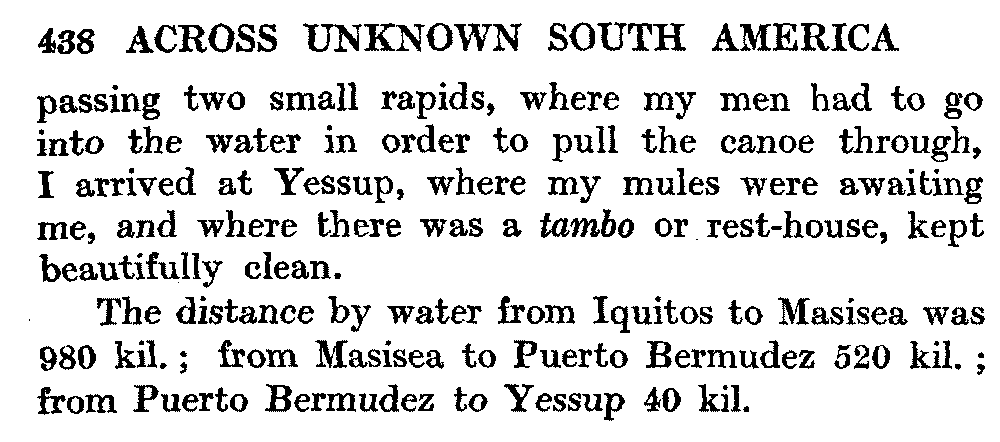 438 ACROSS UNKNOWN SOUTH AMERICA
passing two small rapids, where my men had to go
into the water in order to pull the canoe through,
I arrived at Yessup, where my mules were awaiting
me, and where there was a tambo or rest-house, kept
beautifully clean.
The distance by water from Iquitos to Masisea was
980 kil. ; from Masisea to Puerto Bermudez 520 kil. ;
from Puerto Bermudez to Yessup 40 kil.